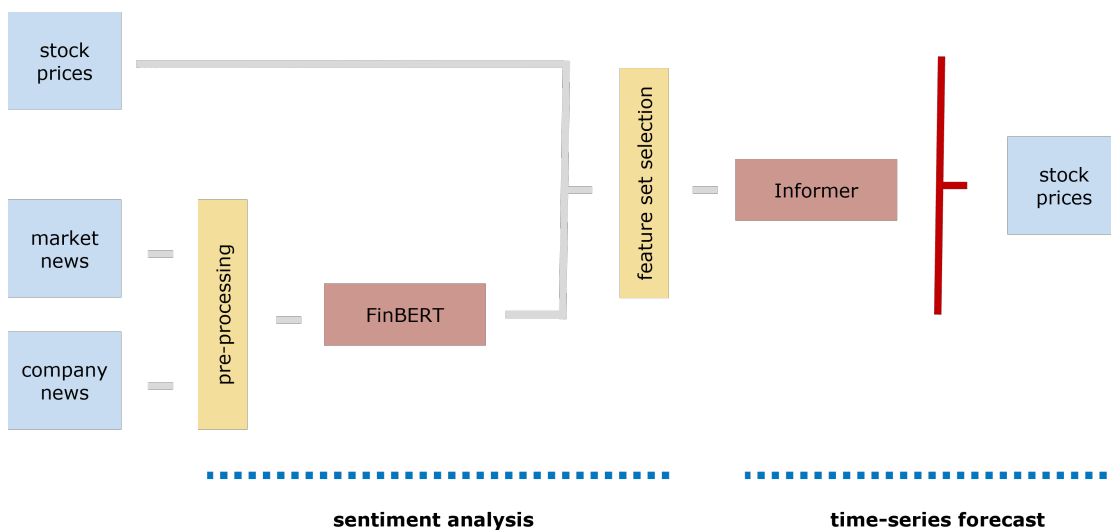 stock
prices
market
news
company
news
pre-processing
FinBERT
feature set selection
Informer
stock
prices
sentiment analysis
time-series forecast